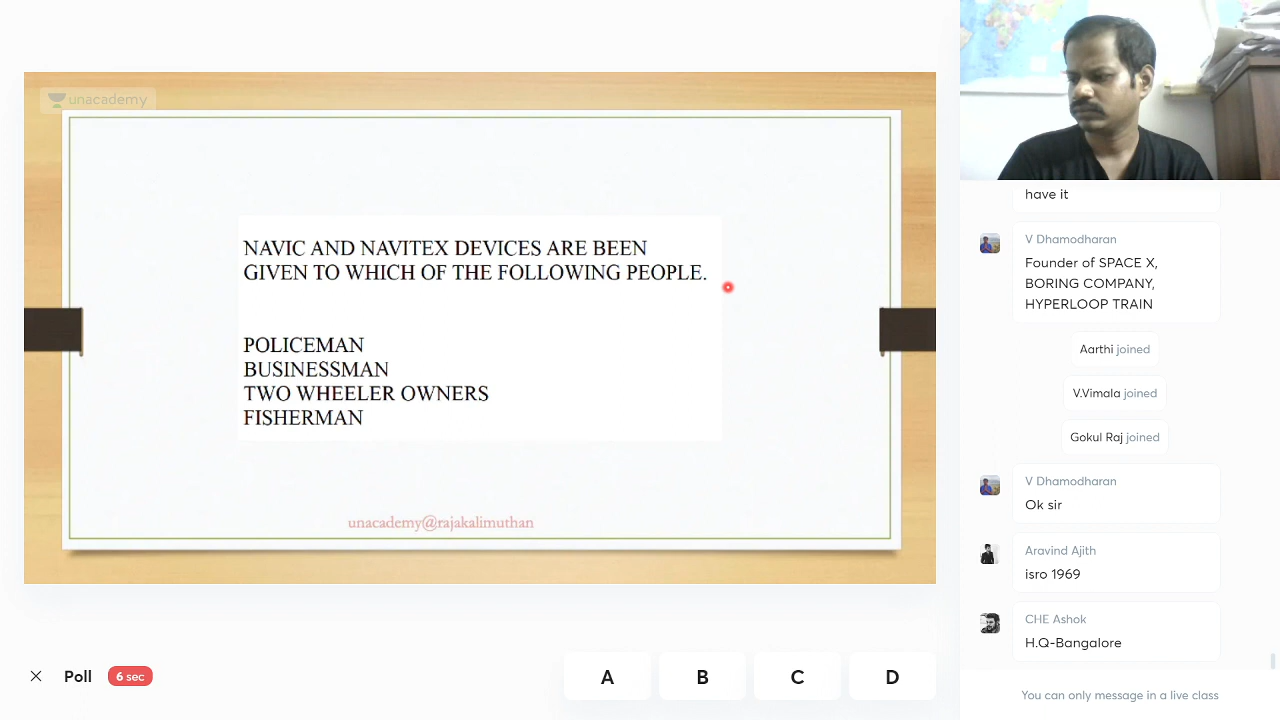 unacademy
NAVIC AND NAVITEX DEVICES ARE BEEN
GIVEN TO WHICH OF THE FOLLOWING PEOPLE.
POLICEMAN
BUSINESSMAN
TWO WHEELER OWNERS
FISHERMAN
unacademy@rajakalimuthan
Poll
6 sec
A
B
C
D
have it
V Dhamodharan
Founder of SPACE X,
BORING COMPANY,
HYPERLOOP TRAIN
Aarthi joined
V.Vimala joined
Gokul Raj joined
V Dhamodharan
Ok sir
Aravind Ajith
isro 1969
CHE Ashok
H.Q-Bangalore
You can only message in a live class